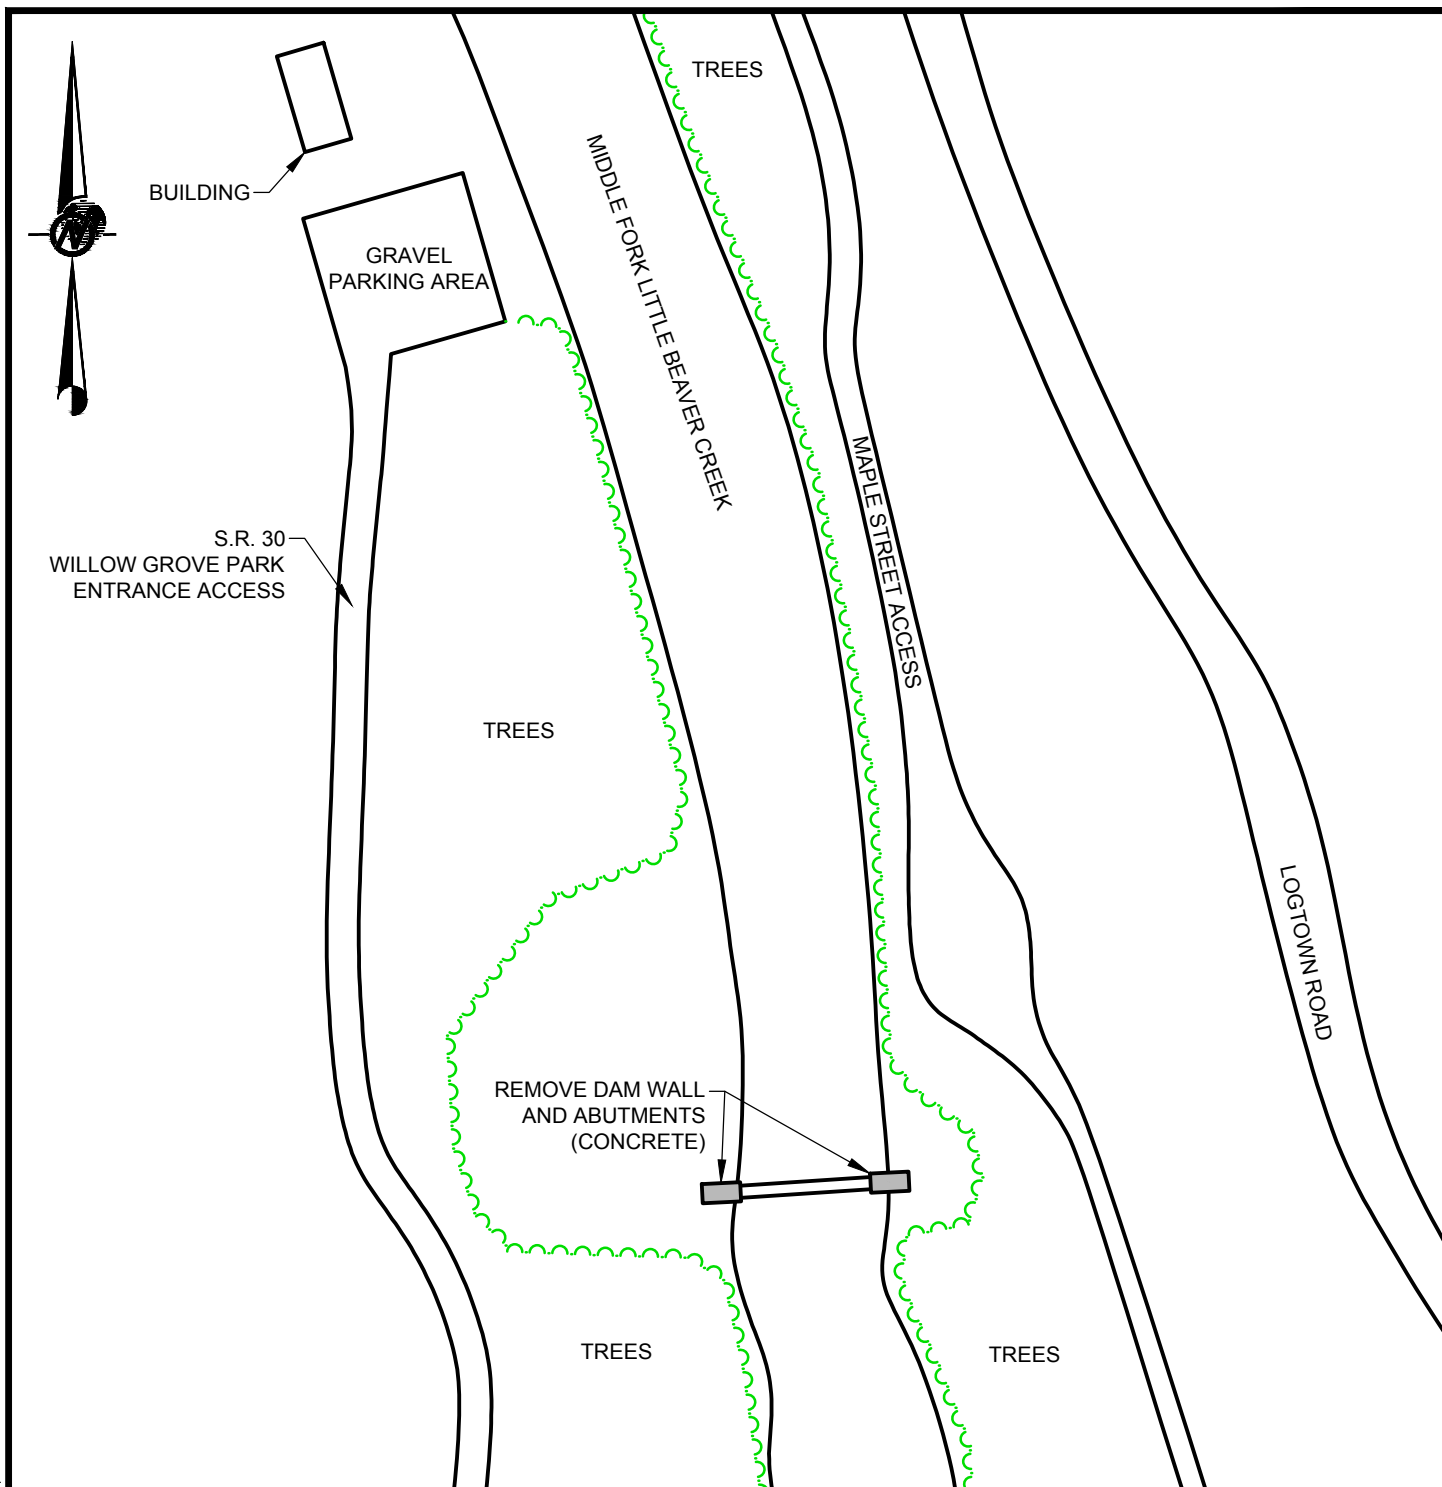 TREES
BUILDING
N
GRAVEL
PARKING AREA
MIDDLE FORK LITTLE BEAVER CREEK
MAPLE STREET ACCESS
S.R. 30
WILLOW GROVE PARK
ENTRANCE ACCESS
TREES
LOGTOWN ROAD
REMOVE DAM WALL
AND ABUTMENTS
(CONCRETE)
TREES
TREES